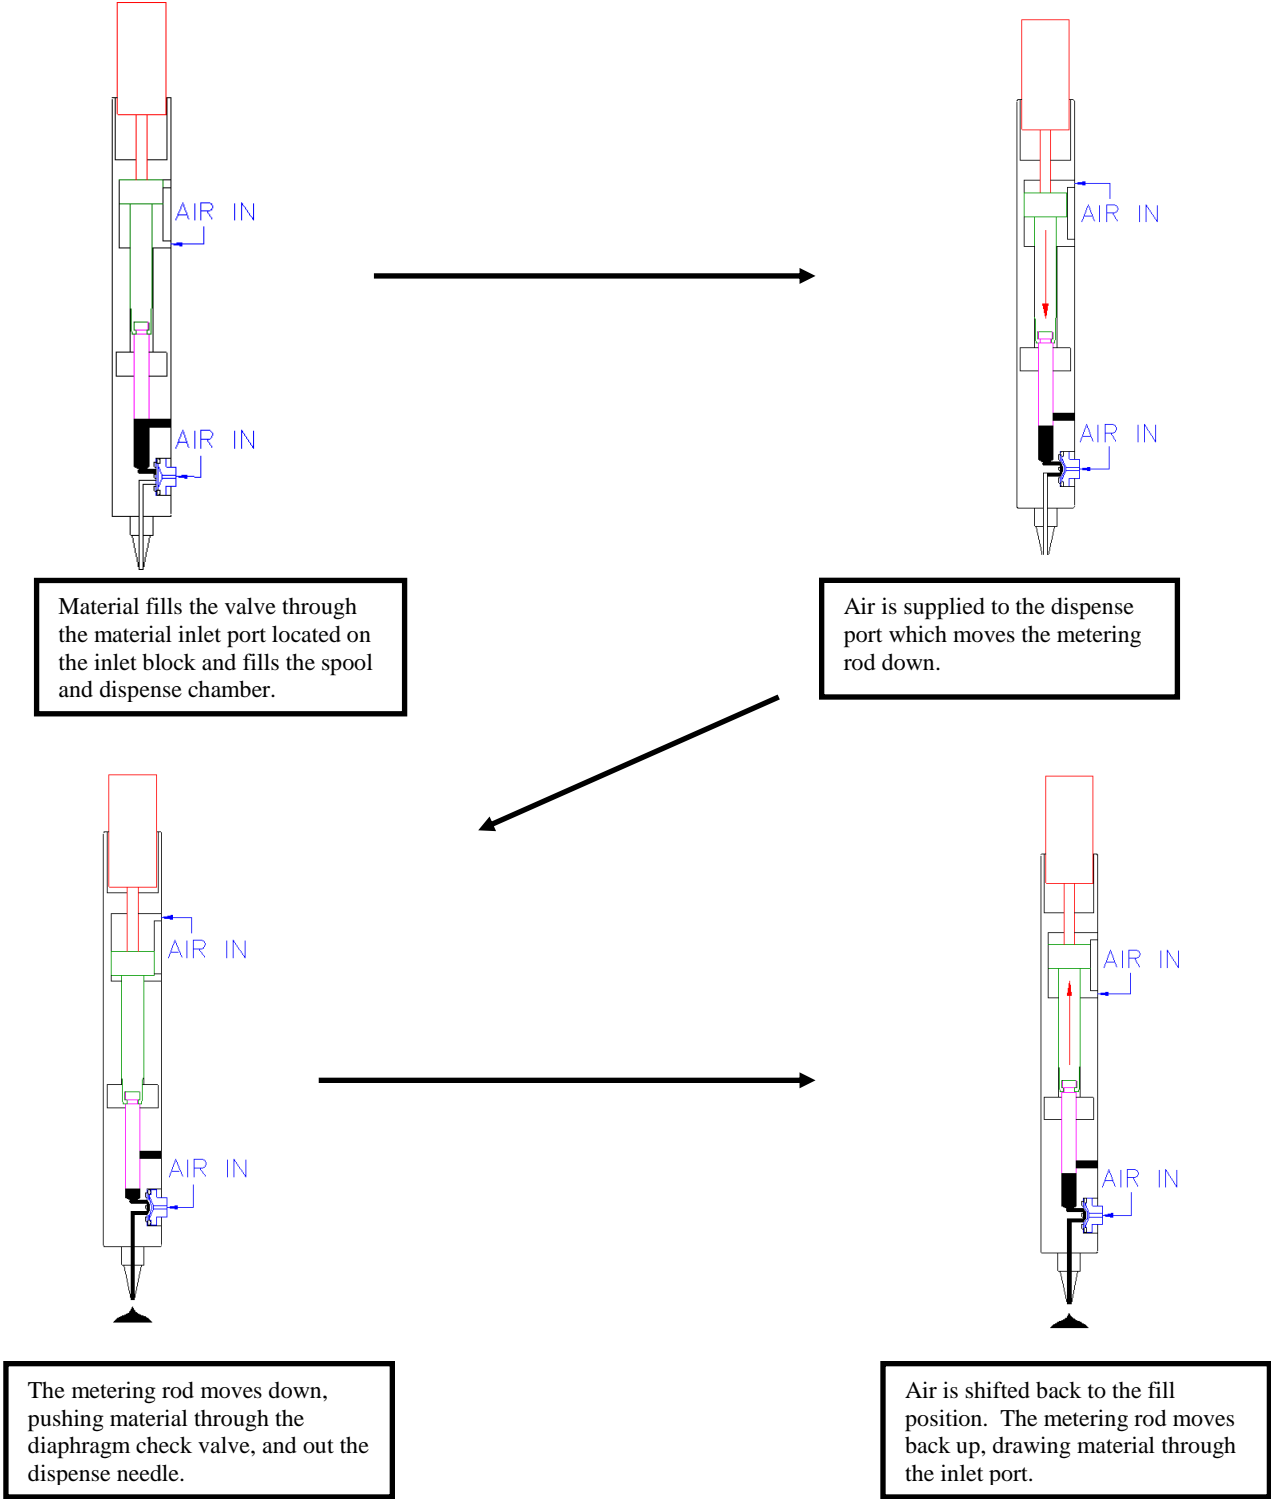 AIR IN
AIR IN
AIR IN
AIR IN
Material fills the valve through
the material inlet port located on
the inlet block and fills the spool
and dispense chamber.
Air is supplied to the dispense
port which moves the metering
rod down.
AIR IN
AIR IN
AIR IN
AIR IN
The metering rod moves down,
pushing material through the
diaphragm check valve, and out the
dispense needle.
Air is shifted back to the fill
position.  The metering rod moves
back up, drawing material through
the inlet port.